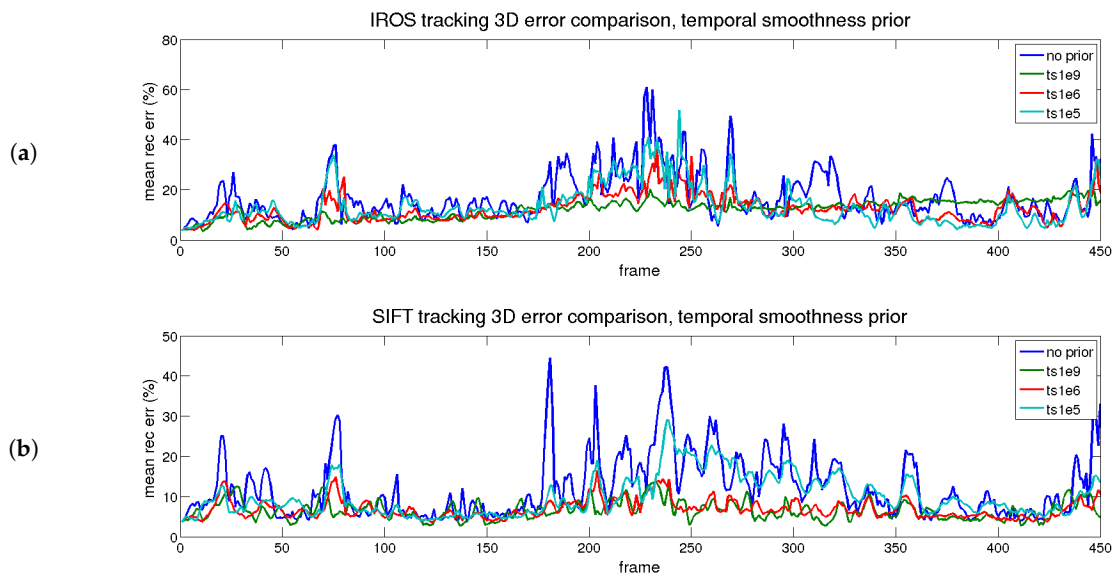 IROS tracking 3D error comparison, temporal smoothness prior
(a)
mean rec err (%)
80
60
40
20
0
0 50 100 150 200 250 300 350 400 450
frame
no prior
ts1e9
ts1e6
ts1e5
SIFT tracking 3D error comparison, temporal smoothness prior
(b)
mean rec err (%)
50
40
30
20
10
0
0 50 100 150 200 250 300 350 400 450
frame
no prior
ts1e9
ts1e6
ts1e5